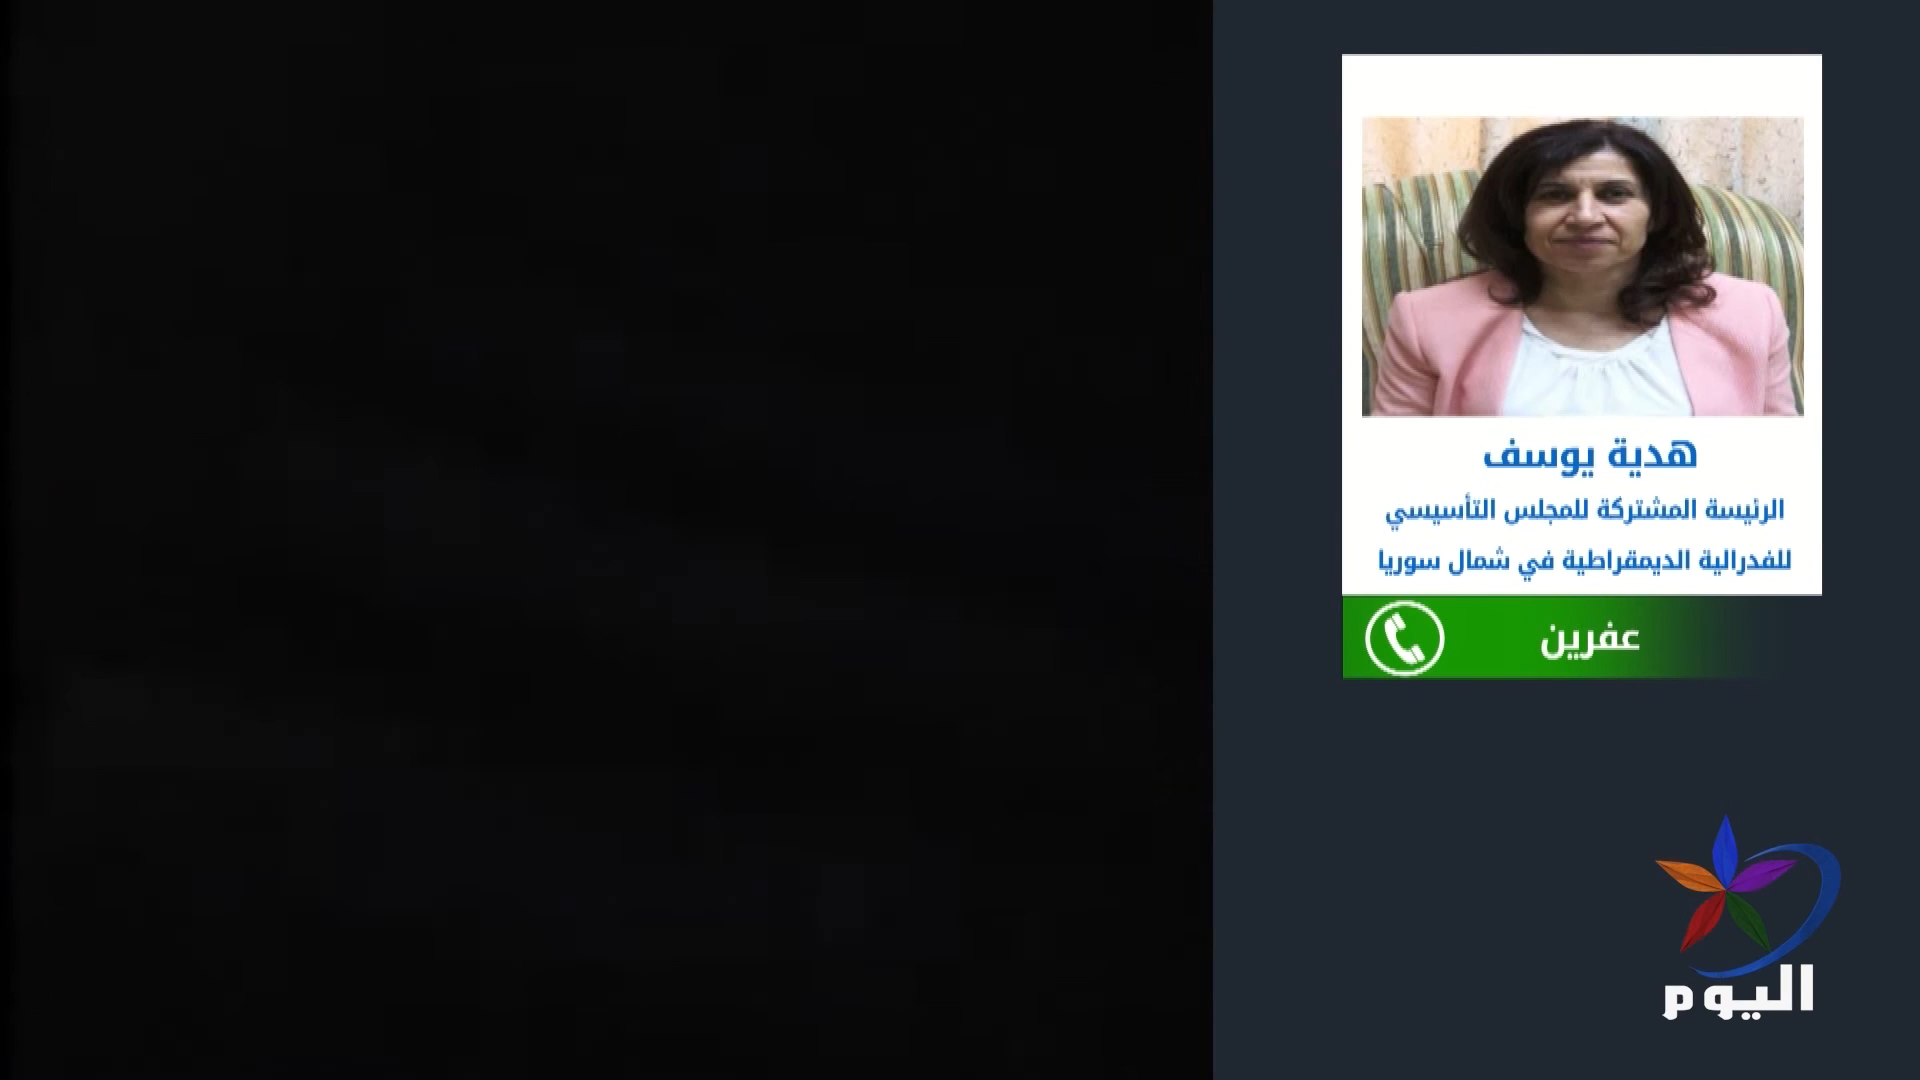 هدية يوسف
الرئيسة المشتركة للمجلس التأسيسي
للفدرالية الديمقراطية في شمال سوريا
عفرين
اليوم